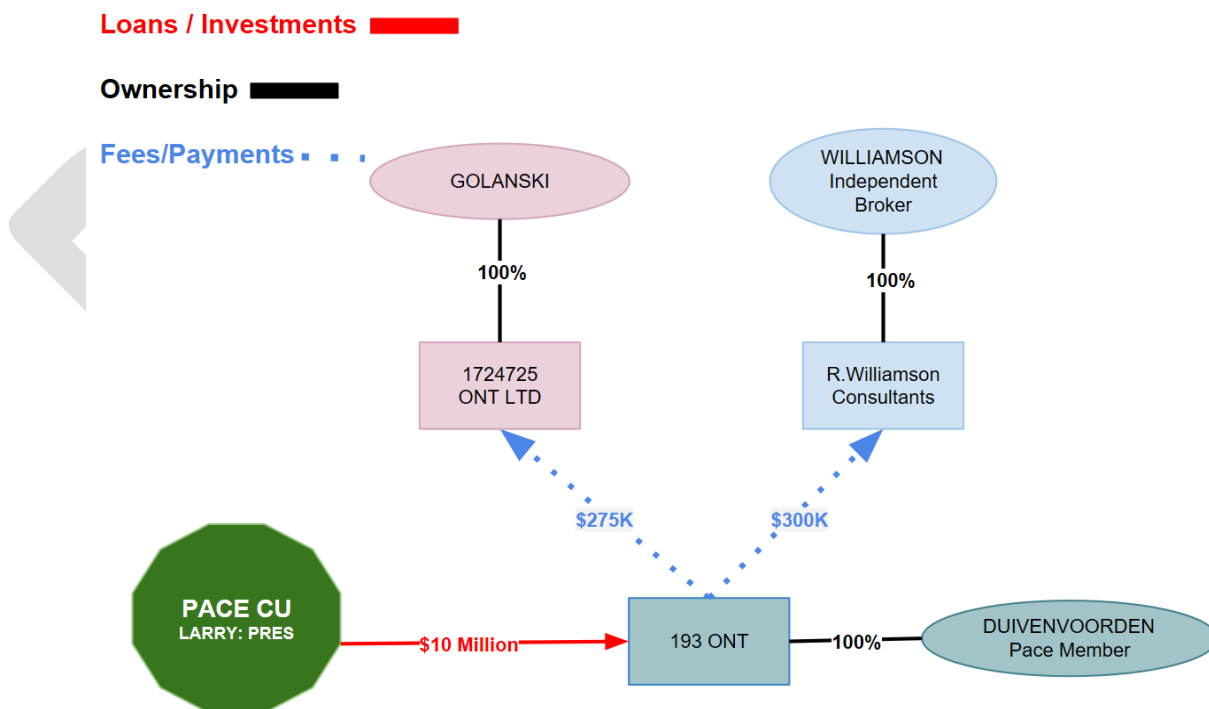 Loans / Investments
Ownership
Fees/Payments
GOLANSKI
WILLIAMSON
Independent
Broker
100%
100%
1724725
ONT LTD
R.Williamson
Consultants
$275K
$300K
PACE CU
LARRY: PRES
$10 Million
193 ONT
100%
DUIVENVOORDEN
Pace Member